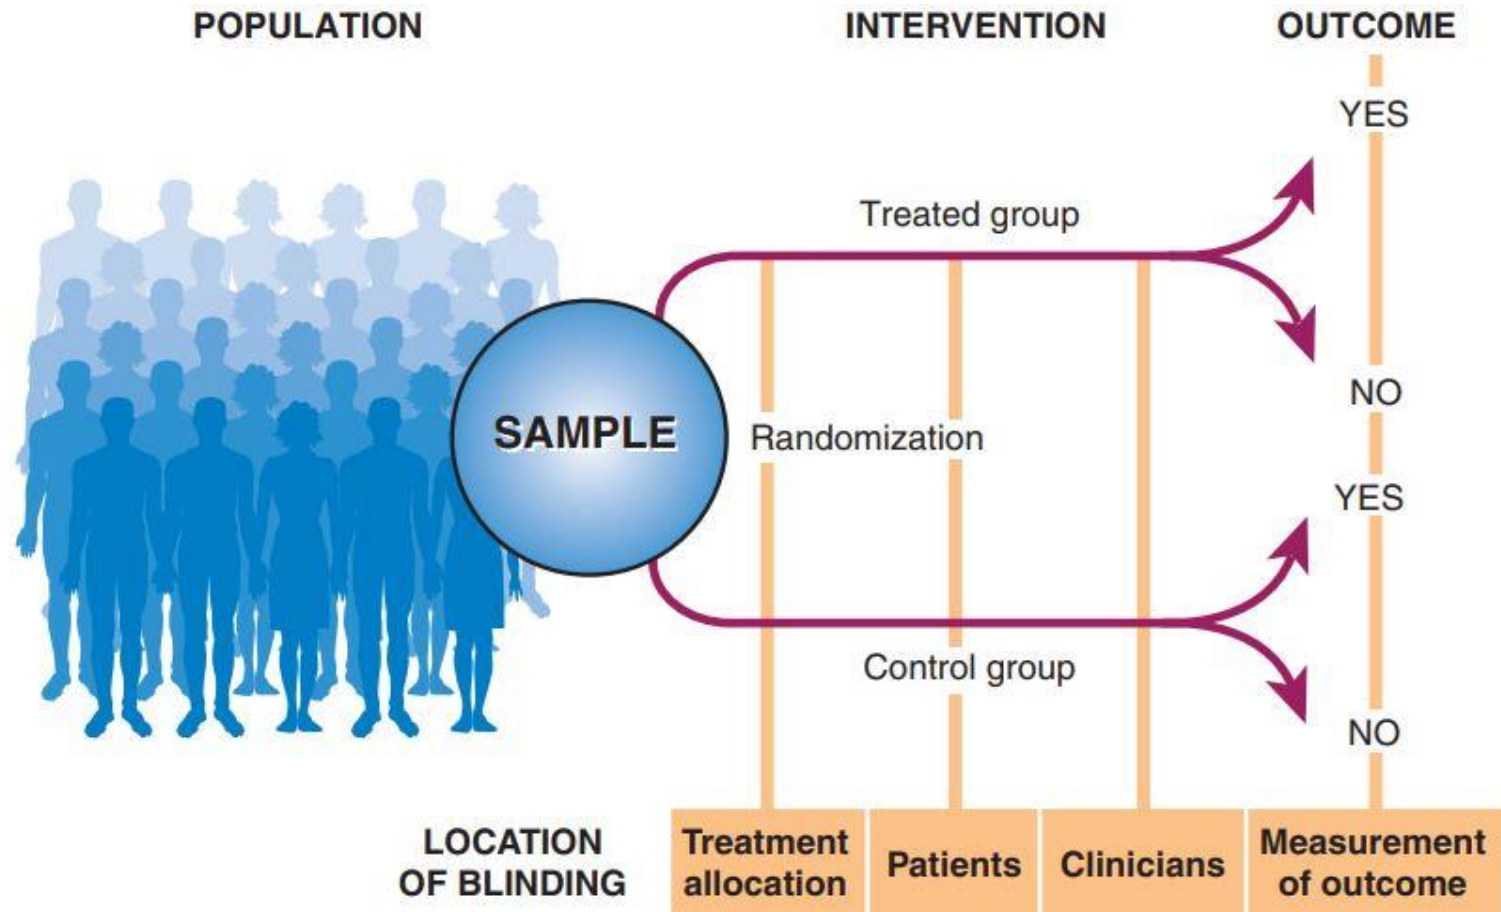 POPULATION
INTERVENTION
OUTCOME
YES
Treated group
NO
SAMPLE
Randomization
YES
Control group
NO
LOCATION
OF BLINDING
Treatment
allocation
Patients
Clinicians
Measurement
of outcome